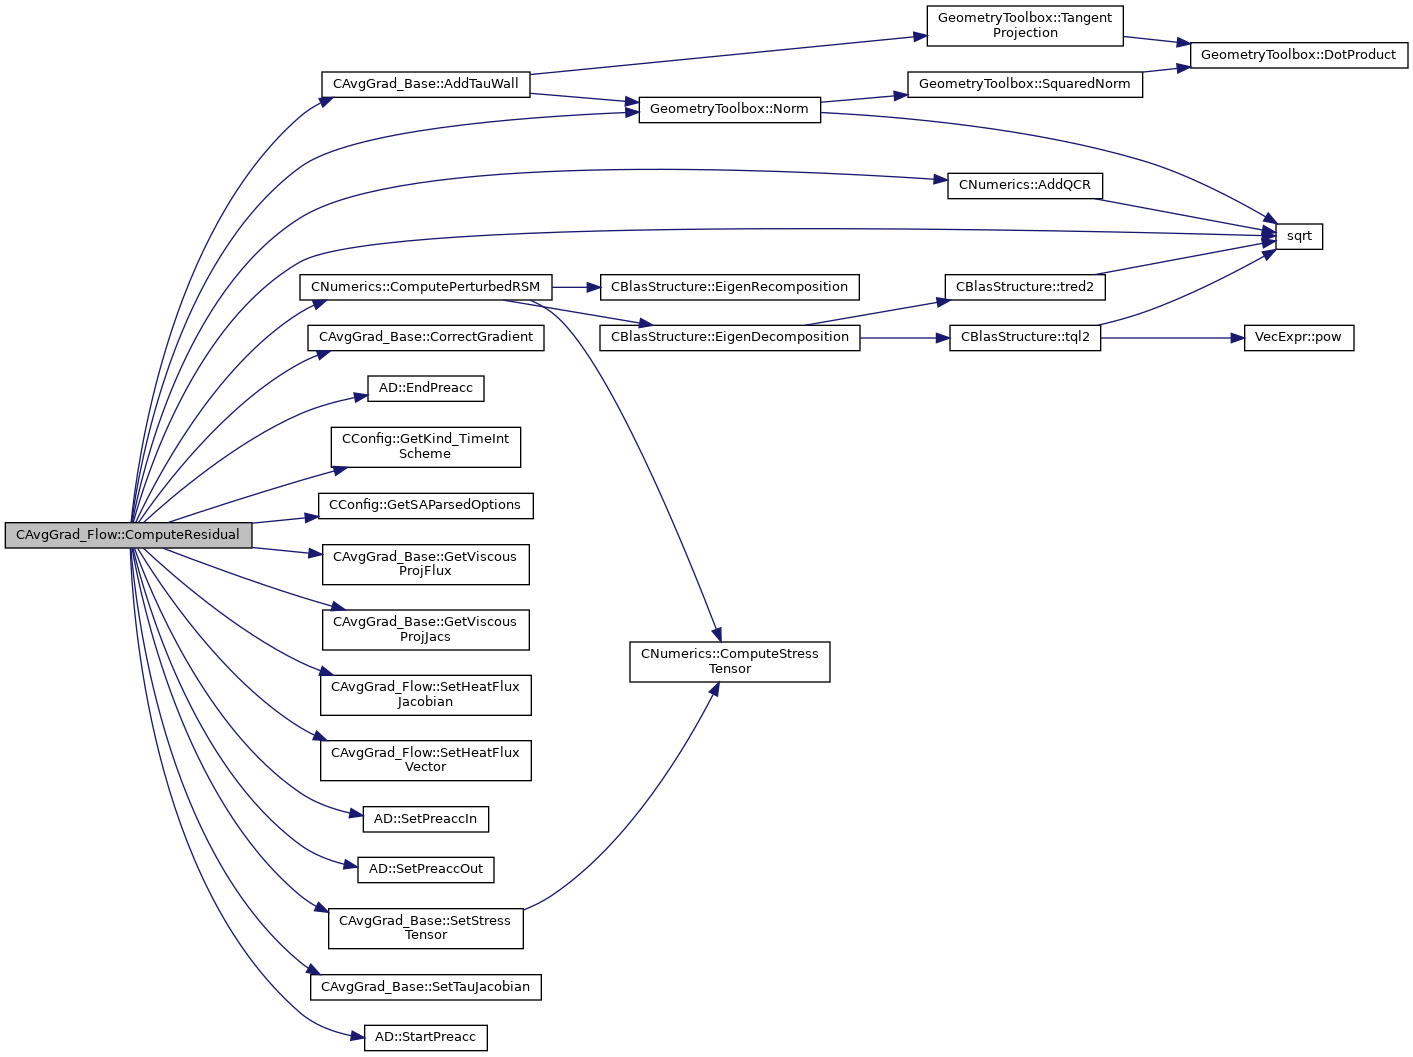 GeometryToolbox::Tangent
Projection
GeometryToolbox::DotProduct
CAvgGrad_Base::AddTauWall
GeometryToolbox::SquaredNorm
GeometryToolbox::Norm
CNumerics::AddQCR
sqrt
CNumerics::ComputePerturbedRSM
CBlasStructure::EigenRecomposition
CBlasStructure::tred2
CAvgGrad_Base::CorrectGradient
CBlasStructure::EigenDecomposition
CBlasStructure::tql2
VecExpr::pow
AD::EndPreacc
CConfig::GetKind_TimeInt
Scheme
CConfig::GetSAParsedOptions
CAvgGrad_Flow::ComputeResidual
CAvgGrad_Base::GetViscous
ProjFlux
CAvgGrad_Base::GetViscous
ProjJacs
CNumerics::ComputeStress
Tensor
CAvgGrad_Flow::SetHeatFlux
Jacobian
CAvgGrad_Flow::SetHeatFlux
Vector
AD::SetPreaccIn
AD::SetPreaccOut
CAvgGrad_Base::SetStress
Tensor
CAvgGrad_Base::SetTauJacobian
AD::StartPreacc